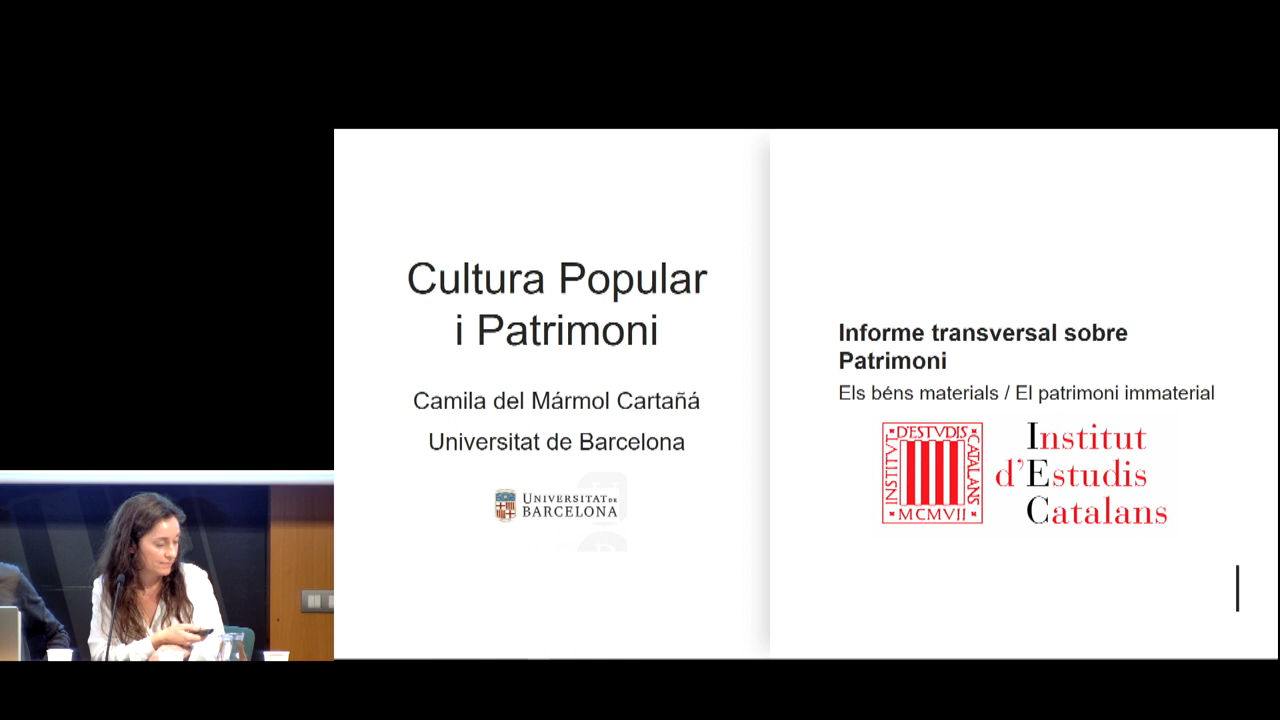 Cultura Popular
i Patrimoni
Camila del Mármol Cartañá
Universitat de Barcelona
UNIVERSITAT DE
BARCELONA
Informe transversal sobre
Patrimoni
Els béns materials / El patrimoni immaterial
INSTITVT
D'ESTVDIS
CATALANS
MCMVII
Institut
d'Estudis
Catalans